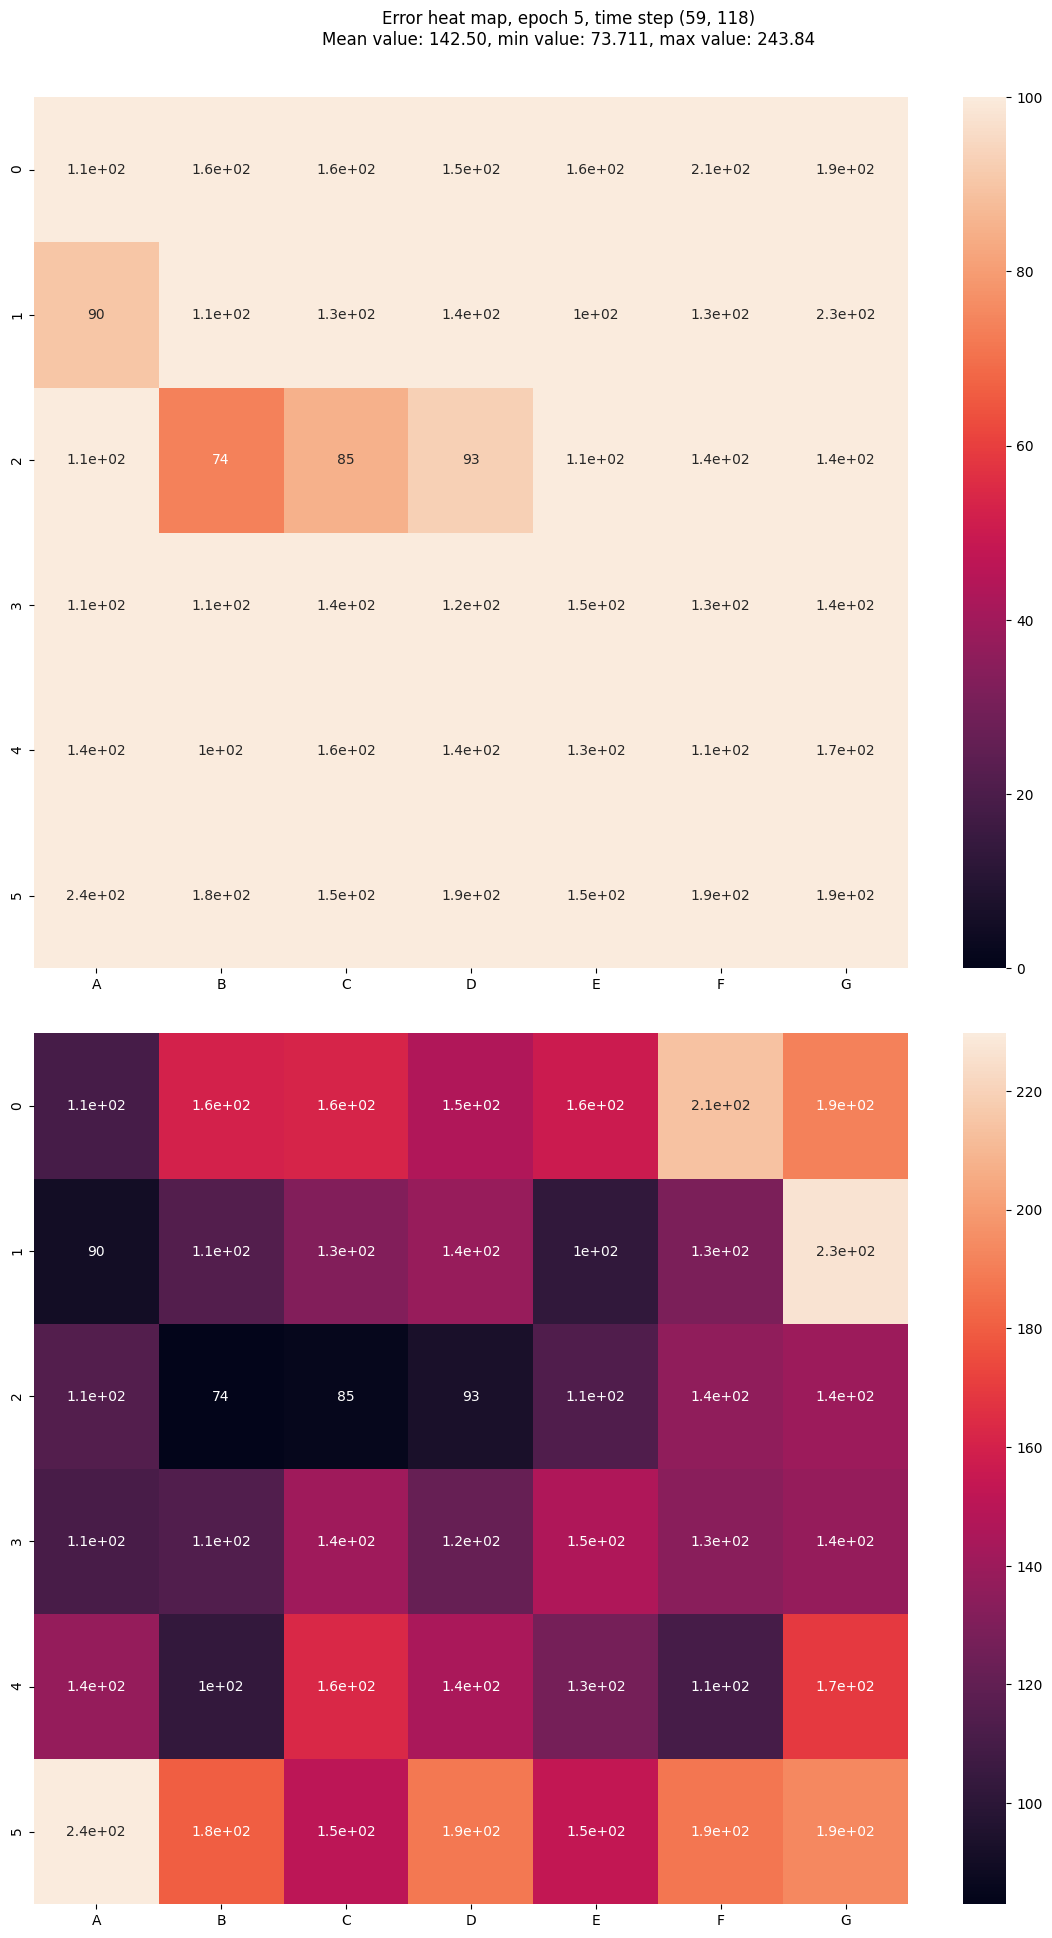 Error heat map, epoch 5, time step (59, 118)
Mean value: 142.50, min value: 73.711, max value: 243.84
0 1.1e+02 1.6e+02 1.6e+02 1.5e+02 1.6e+02 2.1e+02 1.9e+02
1 90 1.1e+02 1.3e+02 1.4e+02 1e+02 1.3e+02 2.3e+02
2 1.1e+02 74 85 93 1.1e+02 1.4e+02 1.4e+02
3 1.1e+02 1.1e+02 1.4e+02 1.2e+02 1.5e+02 1.3e+02 1.4e+02
4 1.4e+02 1e+02 1.6e+02 1.4e+02 1.3e+02 1.1e+02 1.7e+02
5 2.4e+02 1.8e+02 1.5e+02 1.9e+02 1.5e+02 1.9e+02 1.9e+02
A B C D E F G
100
80
60
40
20
0
0 1.1e+02 1.6e+02 1.6e+02 1.5e+02 1.6e+02 2.1e+02 1.9e+02
1 90 1.1e+02 1.3e+02 1.4e+02 1e+02 1.3e+02 2.3e+02
2 1.1e+02 74 85 93 1.1e+02 1.4e+02 1.4e+02
3 1.1e+02 1.1e+02 1.4e+02 1.2e+02 1.5e+02 1.3e+02 1.4e+02
4 1.4e+02 1e+02 1.6e+02 1.4e+02 1.3e+02 1.1e+02 1.7e+02
5 2.4e+02 1.8e+02 1.5e+02 1.9e+02 1.5e+02 1.9e+02 1.9e+02
A B C D E F G
220
200
180
160
140
120
100